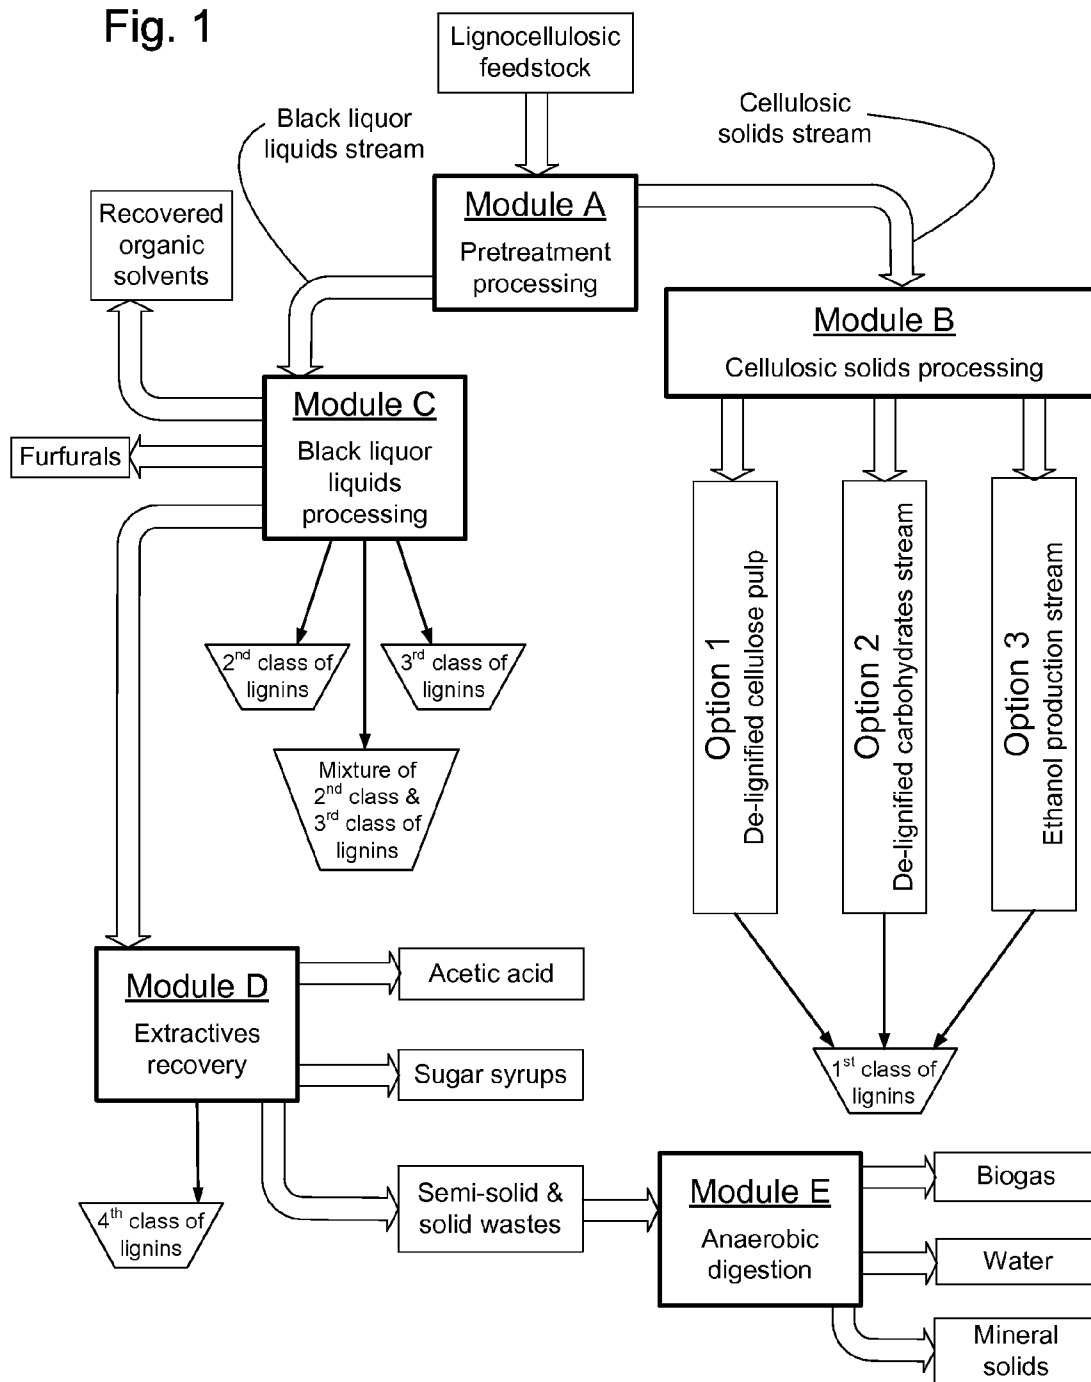 Fig. 1
Lignocellulosic
feedstock
Black liquor
liquids stream
Cellulosic
solids stream
Module A
Pretreatment
processing
Recovered
organic
solvents
Module B
Cellulosic solids processing
Module C
Black liquor
liquids
processing
Furfurals
2nd class of
lignins
3rd class of
lignins
Mixture of
2nd class &
3rd class of
lignins
Option 1
De-lignified cellulose pulp
Option 2
De-lignified carbohydrates stream
Option 3
Ethanol production stream
1st class of
lignins
Module D
Extractives
recovery
Acetic acid
Sugar syrups
Semi-solid &
solid wastes
4th class of
lignins
Module E
Anaerobic
digestion
Biogas
Water
Mineral
solids